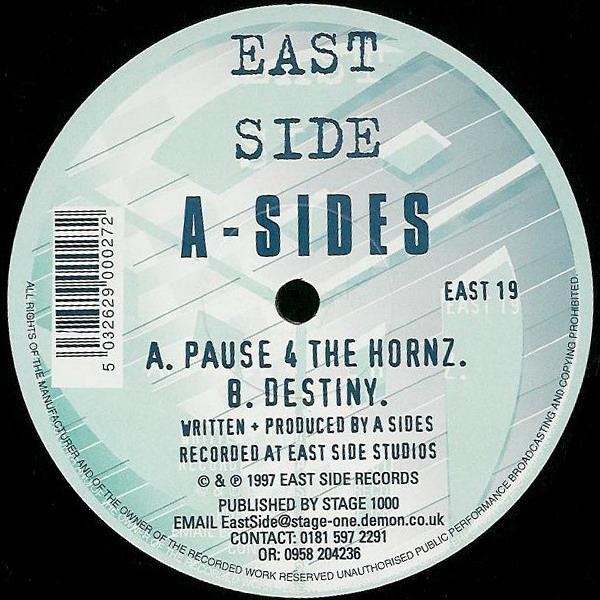 EAST
SIDE
A-SIDES
EAST 19
A. PAUSE 4 THE HORNZ.
B. DESTINY.
WRITTEN + PRODUCED BY A SIDES
RECORDED AT EAST SIDE STUDIOS
© & ℗ 1997 EAST SIDE RECORDS
PUBLISHED BY STAGE 1000
EMAIL EastSide@stage-one.demon.co.uk
CONTACT: 0181 597 2291
OR: 0958 204236
5 032629 000272
ALL RIGHTS OF THE MANUFACTURER AND OF THE OWNER OF THE RECORDED WORK RESERVED UNAUTHORISED PUBLIC PERFORMANCE BROADCASTING AND COPYING PROHIBITED.